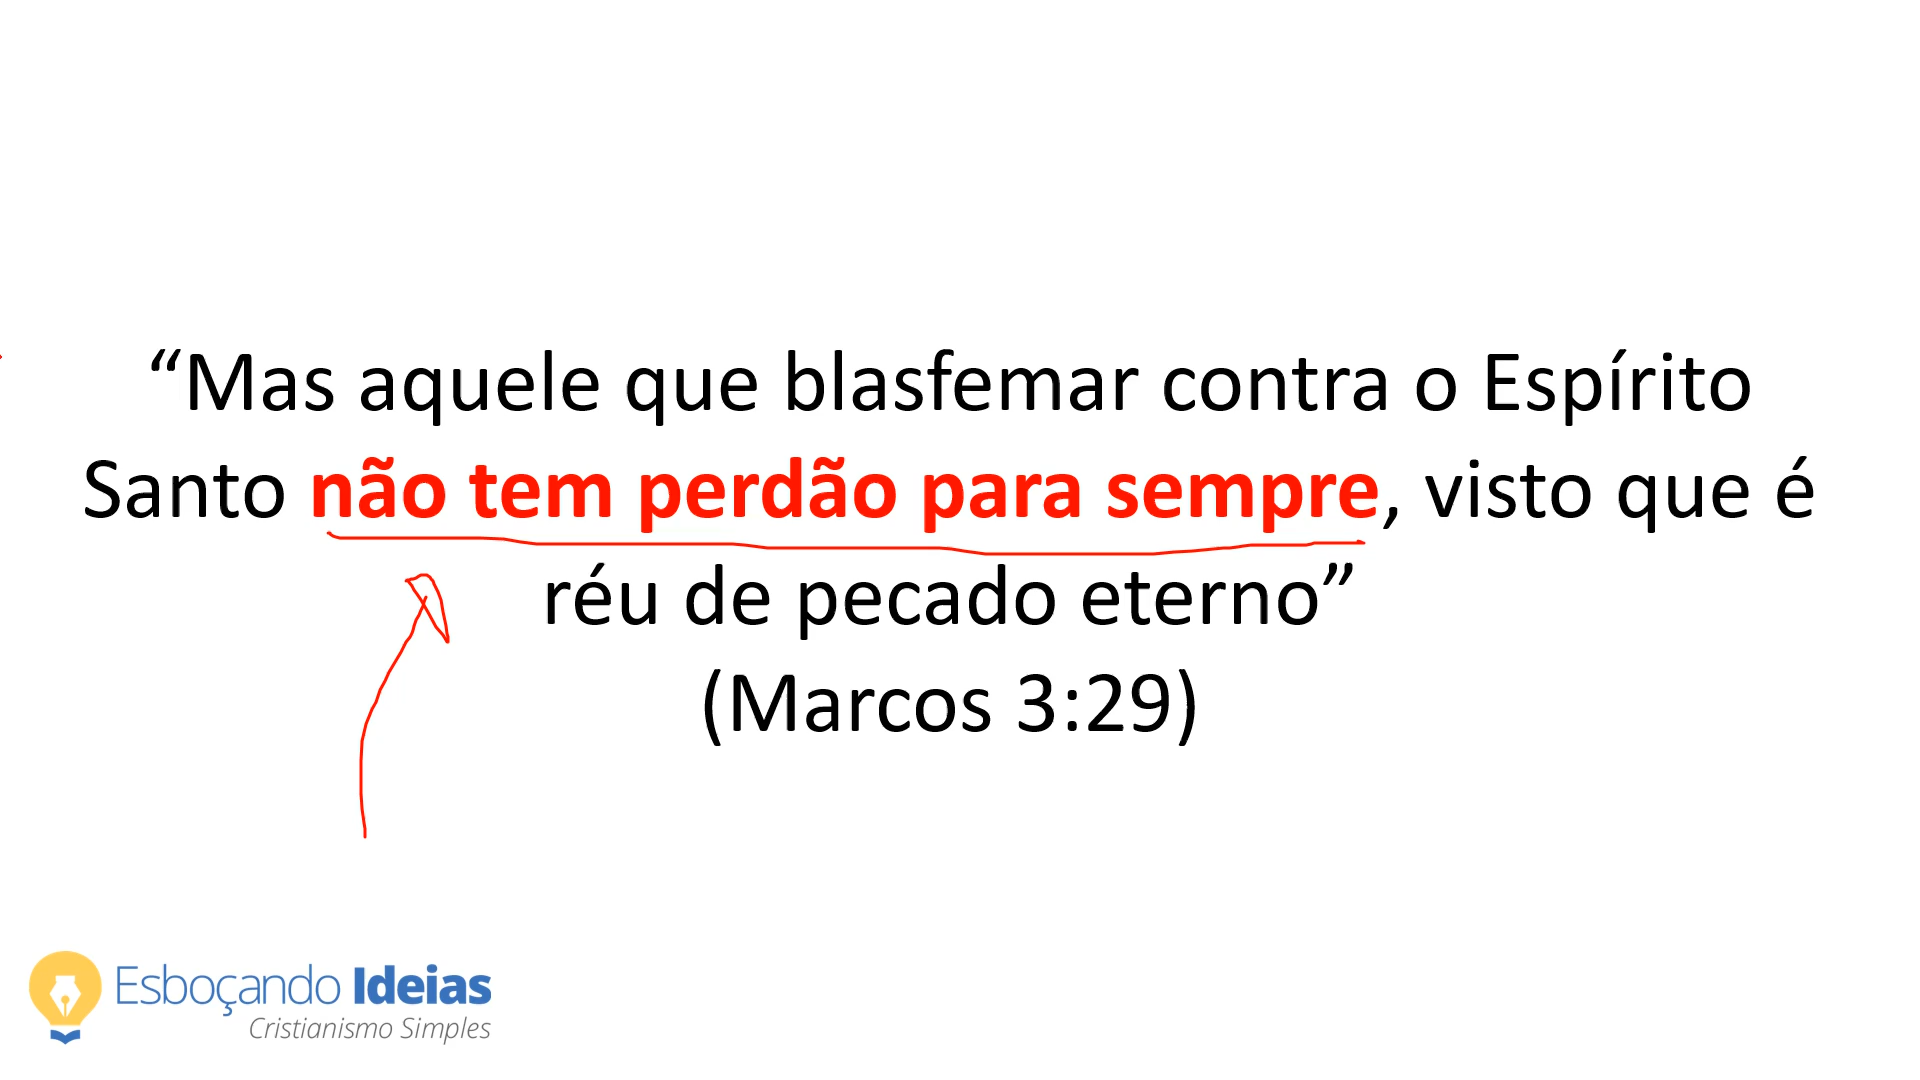 “Mas aquele que blasfemar contra o Espírito
Santo não tem perdão para sempre, visto que é
réu de pecado eterno”
(Marcos 3:29)
Esboçando Ideias
Cristianismo Simples